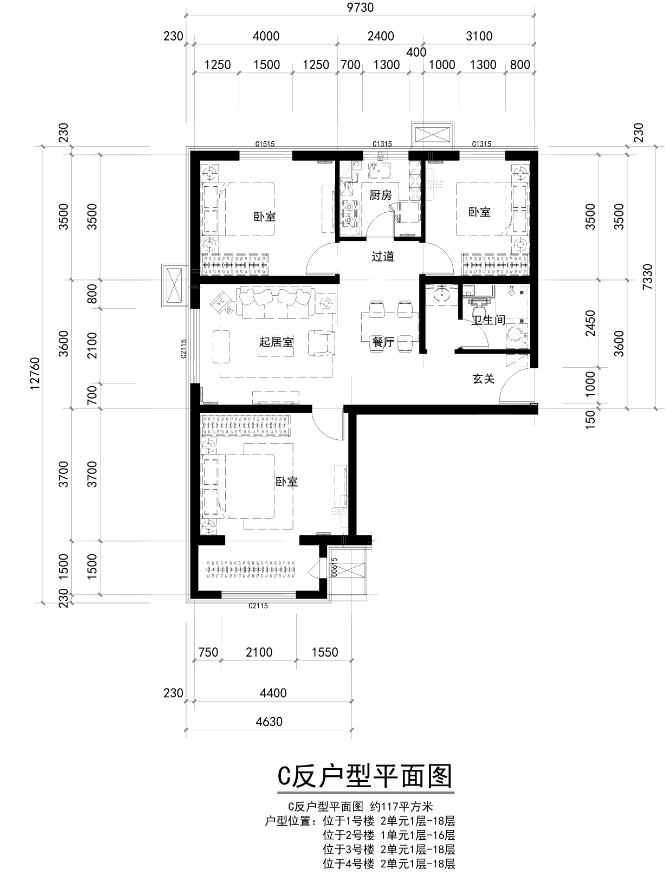 9730
230 4000 2400 3100
400
1250 1500 1250 700 1300 1000 1300 800
230 230
C1515 C1315 C1315
3500 3500 3500 3500
卧室 厨房 卧室
过道
7330
800
3600 2100 2450 3600
12760
C2115
起居室 餐厅 卫生间
玄关
700 1000
150
3700 3700
卧室
1500 1500
C0615
230
C2115
750 2100 1550
230 4400
4630
C反户型平面图
C反户型平面图 约117平方米
户型位置：位于1号楼 2单元1层-18层
位于2号楼 1单元1层-16层
位于3号楼 2单元1层-18层
位于4号楼 2单元1层-18层